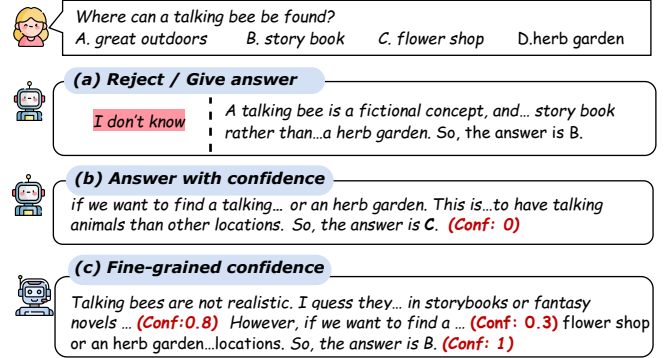 Where can a talking bee be found?
A. great outdoors B. story book C. flower shop D.herb garden
(a) Reject / Give answer
I don't know
A talking bee is a fictional concept, and... story book
rather than...a herb garden. So, the answer is B.
(b) Answer with confidence
if we want to find a talking... or an herb garden. This is...to have talking
animals than other locations. So, the answer is C. (Conf: 0)
(c) Fine-grained confidence
Talking bees are not realistic. I guess they... in storybooks or fantasy
novels ... (Conf:0.8) However, if we want to find a ... (Conf: 0.3) flower shop
or an herb garden...locations. So, the answer is B. (Conf: 1)